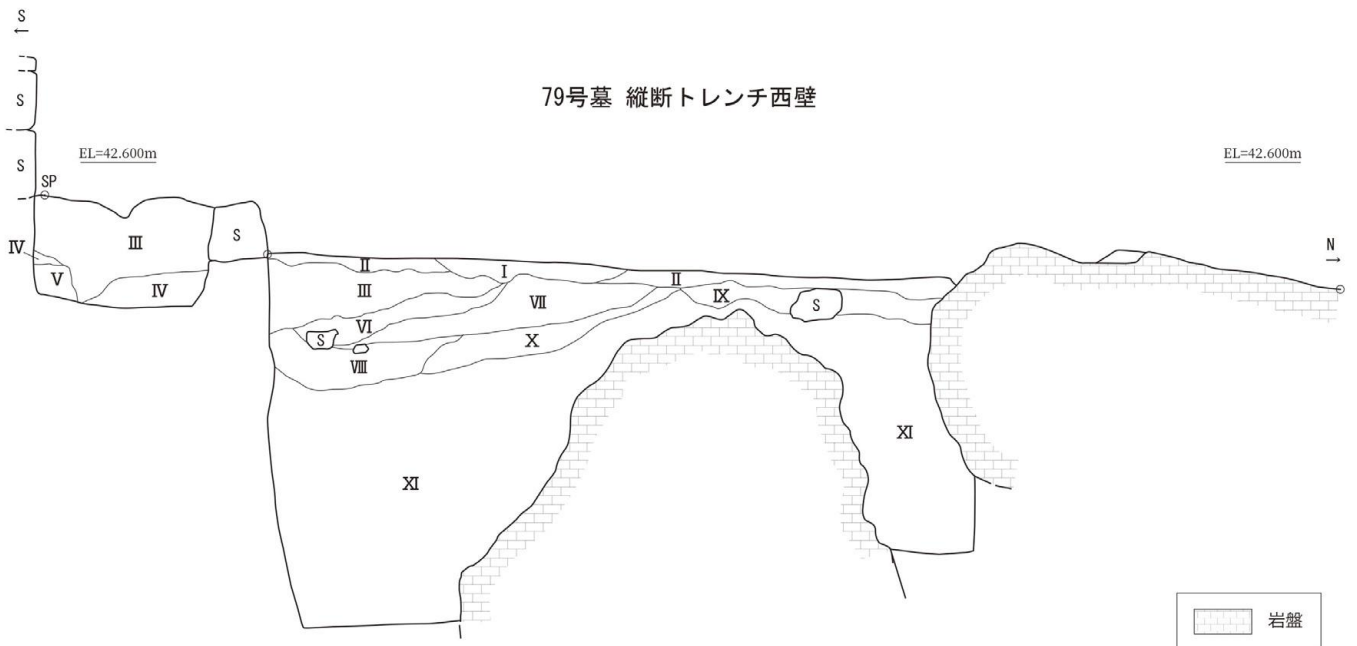 S
←
79号墓 縦断トレンチ西壁
S
EL=42.600m
EL=42.600m
S
SP
Ⅲ
S
Ⅳ
N
→
Ⅱ
Ⅰ
Ⅱ
Ⅴ
Ⅳ
Ⅲ
Ⅶ
Ⅸ
S
Ⅵ
S
Ⅹ
Ⅷ
Ⅺ
Ⅺ
岩盤